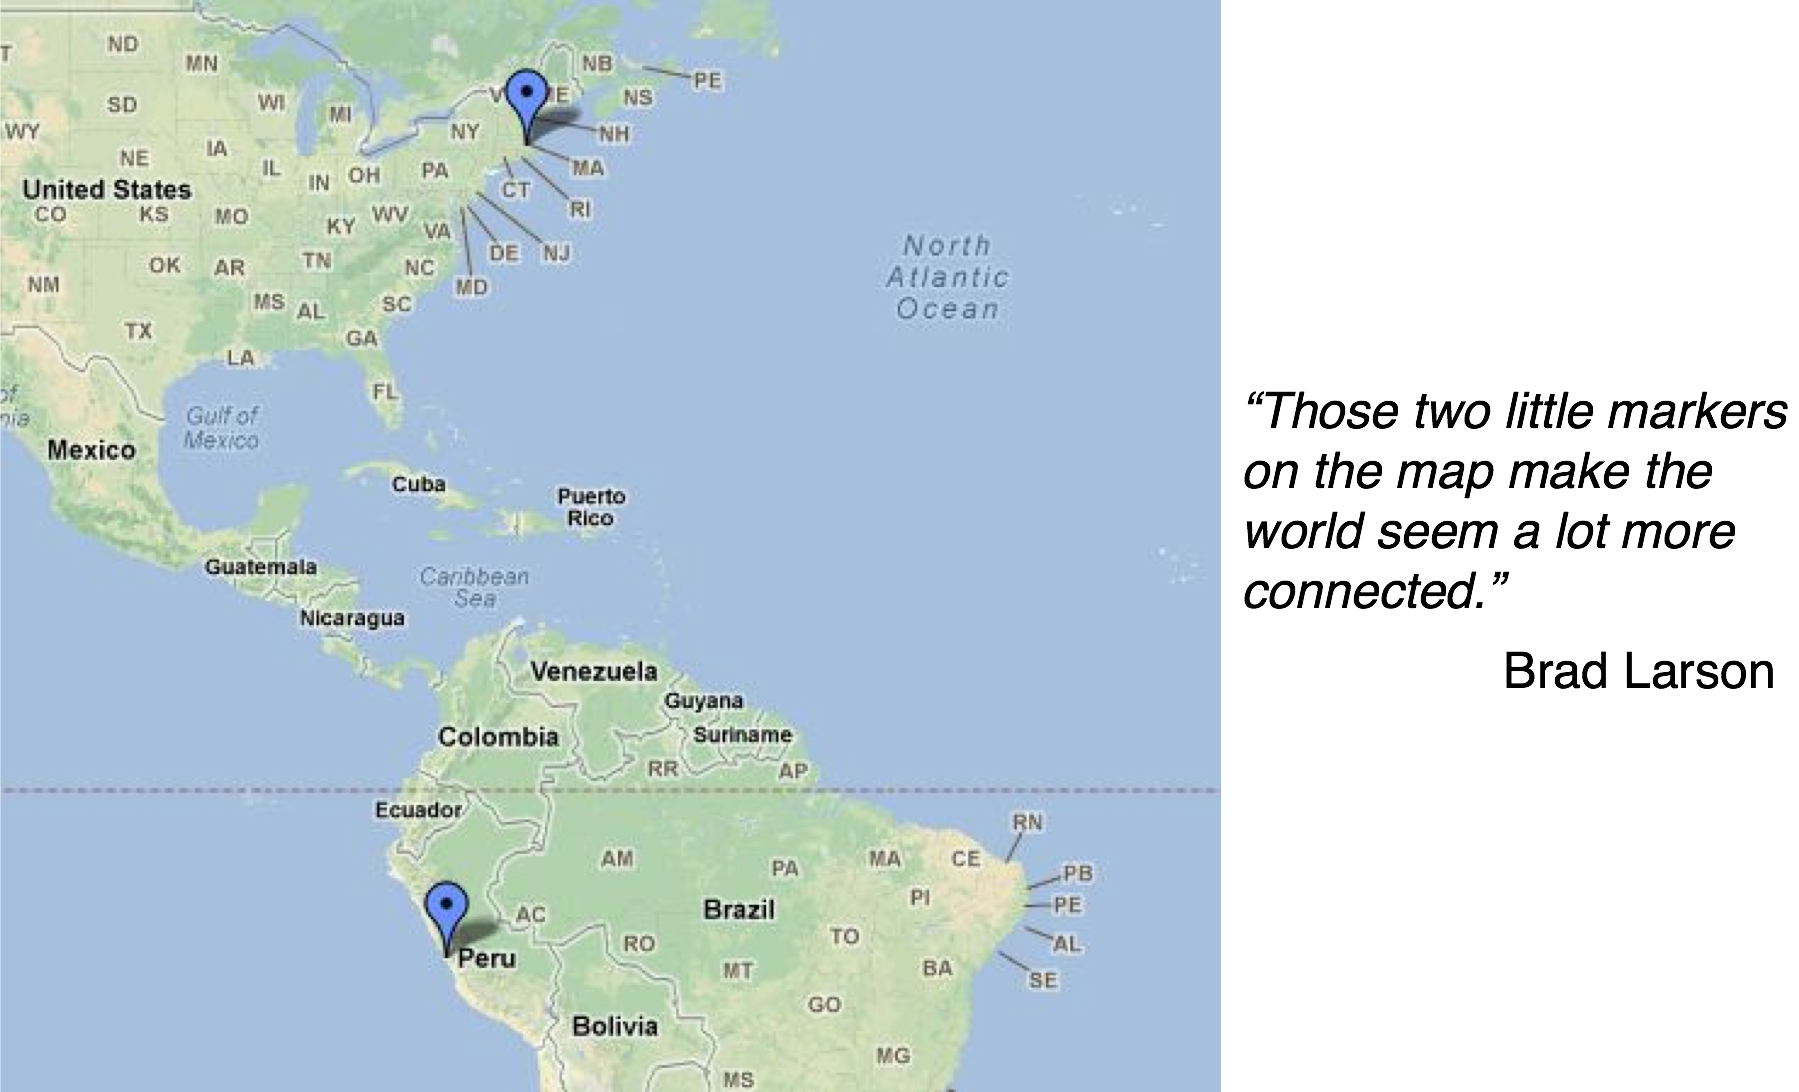 ND
MN
NB
PE
WI
MI
ME
NS
SD
WY
NY
NH
IA
NE
IL
IN
OH
PA
MA
CT
United States
CO
KS
MO
KY
WV
VA
RI
DE
NJ
OK
AR
TN
NC
MD
NM
MS
AL
SC
TX
GA
LA
FL
North
Atlantic
Ocean
Gulf of
Mexico
Mexico
Cuba
Puerto
Rico
Guatemala
Caribbean
Sea
Nicaragua
Venezuela
Guyana
Colombia
Suriname
RR
AP
Ecuador
RN
AM
PA
MA
CE
PB
PI
PE
AC
Brazil
TO
AL
RO
Peru
MT
BA
SE
GO
Bolivia
MG
MS
“Those two little markers
on the map make the
world seem a lot more
connected.”
Brad Larson